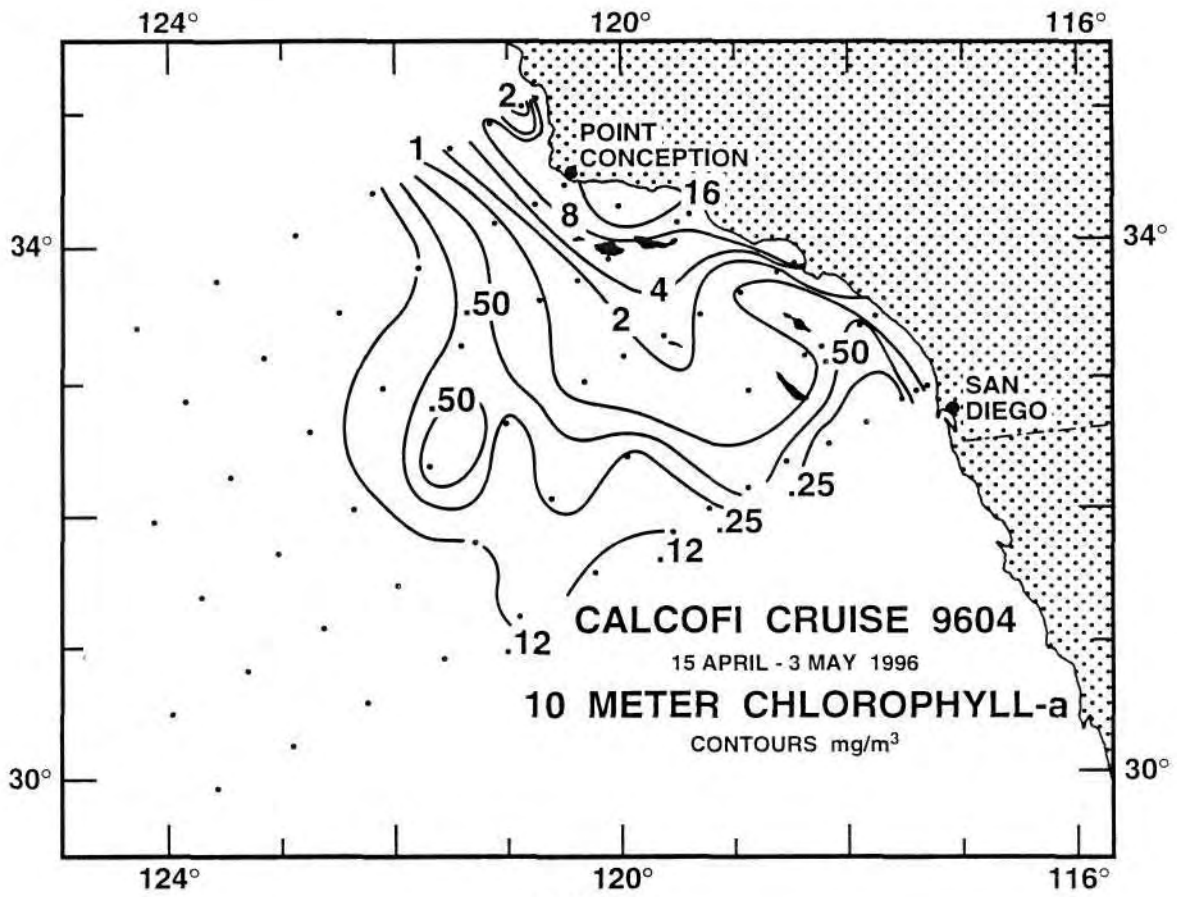 124° 120° 116°
2
POINT
CONCEPTION
1
16
8
34° 34°
4
.50
2
.50
.50
SAN
DIEGO
.25
.25
.12
CALCOFI CRUISE 9604
.12
15 APRIL - 3 MAY 1996
10 METER CHLOROPHYLL-a
CONTOURS mg/m³
30° 30°
124° 120° 116°